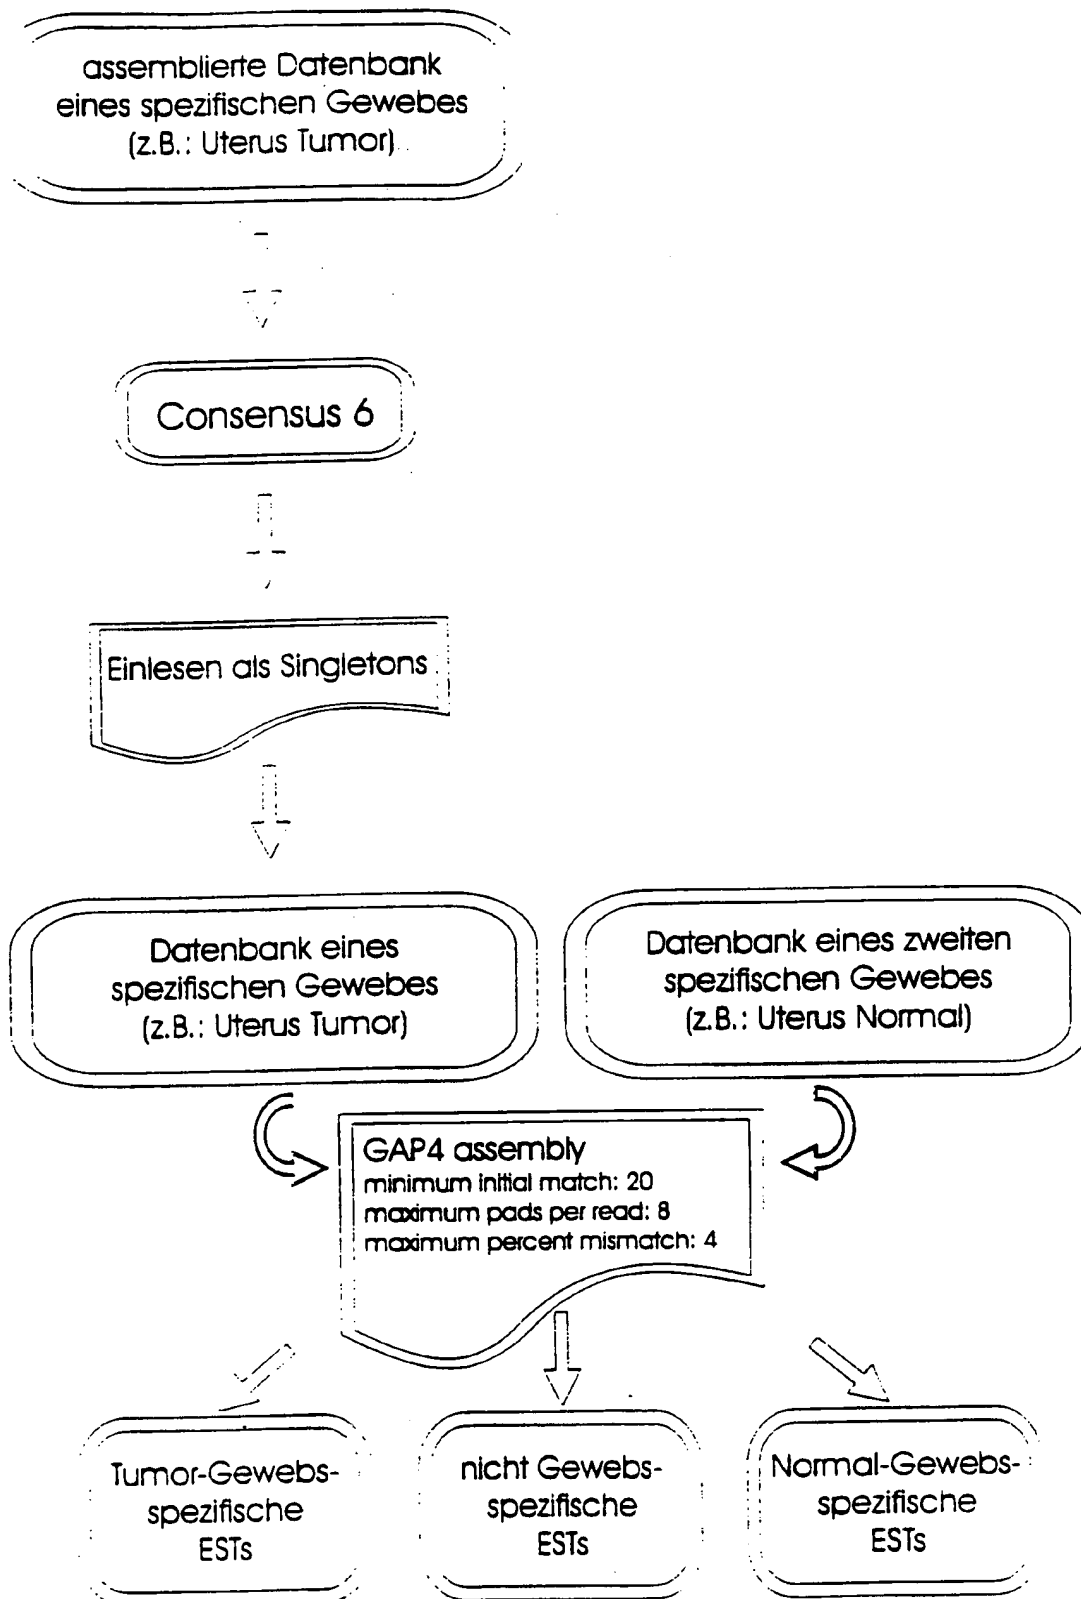 assemblierte Datenbank
eines spezifischen Gewebes
(z.B.: Uterus Tumor)
Consensus 6
Einlesen als Singletons
Datenbank eines
spezifischen Gewebes
(z.B.: Uterus Tumor)
Datenbank eines zweiten
spezifischen Gewebes
(z.B.: Uterus Normal)
GAP4 assembly
minimum initial match: 20
maximum pads per read: 8
maximum percent mismatch: 4
Tumor-Gewebs-
spezifische
ESTs
nicht Gewebs-
spezifische
ESTs
Normal-Gewebs-
spezifische
ESTs